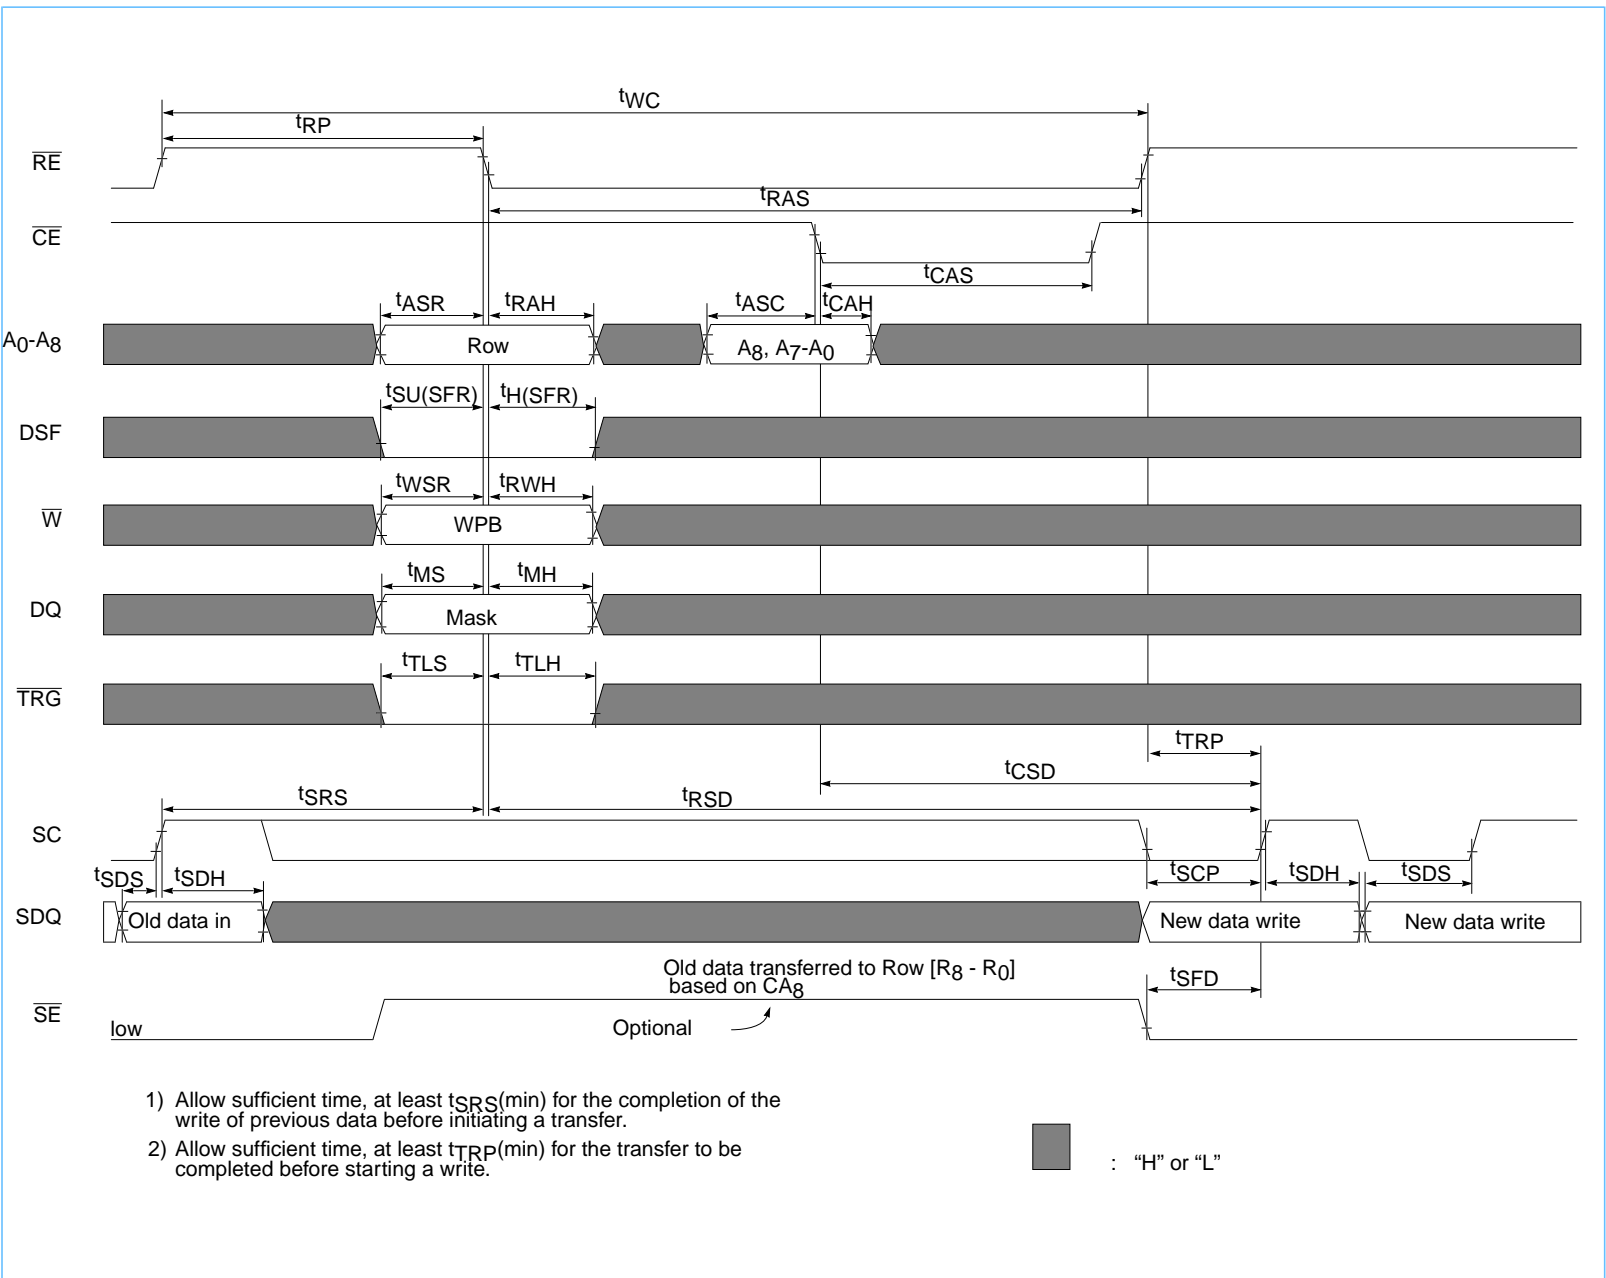 tWC
tRP
RE
tRAS
CE
tCAS
tASR tRAH tASC tCAH
A0-A8 Row A8, A7-A0
tSU(SFR) tH(SFR)
DSF
tWSR tRWH
W WPB
tMS tMH
DQ Mask
tTLS tTLH
TRG
tTRP
tCSD
tSRS tRSD
SC
tSDS tSDH tSCP tSDH tSDS
SDQ Old data in New data write New data write
Old data transferred to Row [R8 - R0]
based on CA8
tSFD
SE
low Optional
1) Allow sufficient time, at least tSRS(min) for the completion of the
write of previous data before initiating a transfer.
2) Allow sufficient time, at least tTRP(min) for the transfer to be
completed before starting a write.
: “H” or “L”